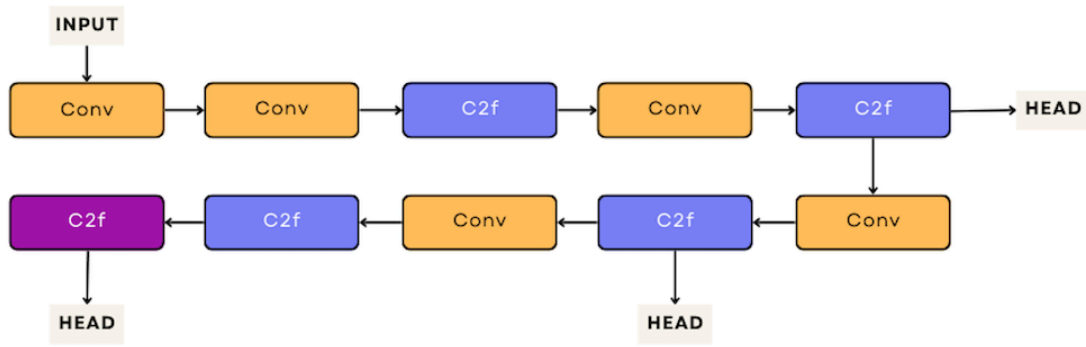 INPUT
Conv
Conv
C2f
Conv
C2f
HEAD
C2f
C2f
Conv
C2f
Conv
HEAD
HEAD